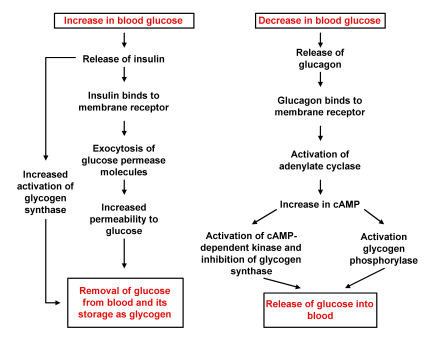 Increase in blood glucose
Release of insulin
Insulin binds to
membrane receptor
Exocytosis of
glucose permease
molecules
Increased
activation of
glycogen
synthase
Increased
permeability to
glucose
Removal of glucose
from blood and its
storage as glycogen
Decrease in blood glucose
Release of
glucagon
Glucagon binds to
membrane receptor
Activation of
adenylate cyclase
Increase in cAMP
Activation of cAMP-
dependent kinase and
inhibition of glycogen
synthase
Activation
glycogen
phosphorylase
Release of glucose into
blood